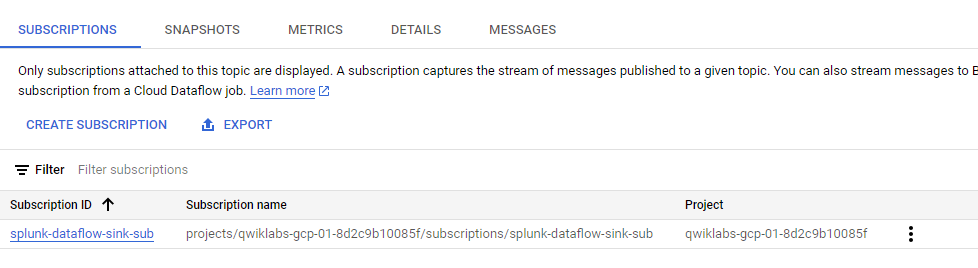 SUBSCRIPTIONS SNAPSHOTS METRICS DETAILS MESSAGES
Only subscriptions attached to this topic are displayed. A subscription captures the stream of messages published to a given topic. You can also stream messages to B
subscription from a Cloud Dataflow job. Learn more
CREATE SUBSCRIPTION EXPORT
Filter Filter subscriptions
Subscription ID Subscription name Project
splunk-dataflow-sink-sub projects/qwiklabs-gcp-01-8d2c9b10085f/subscriptions/splunk-dataflow-sink-sub qwiklabs-gcp-01-8d2c9b10085f